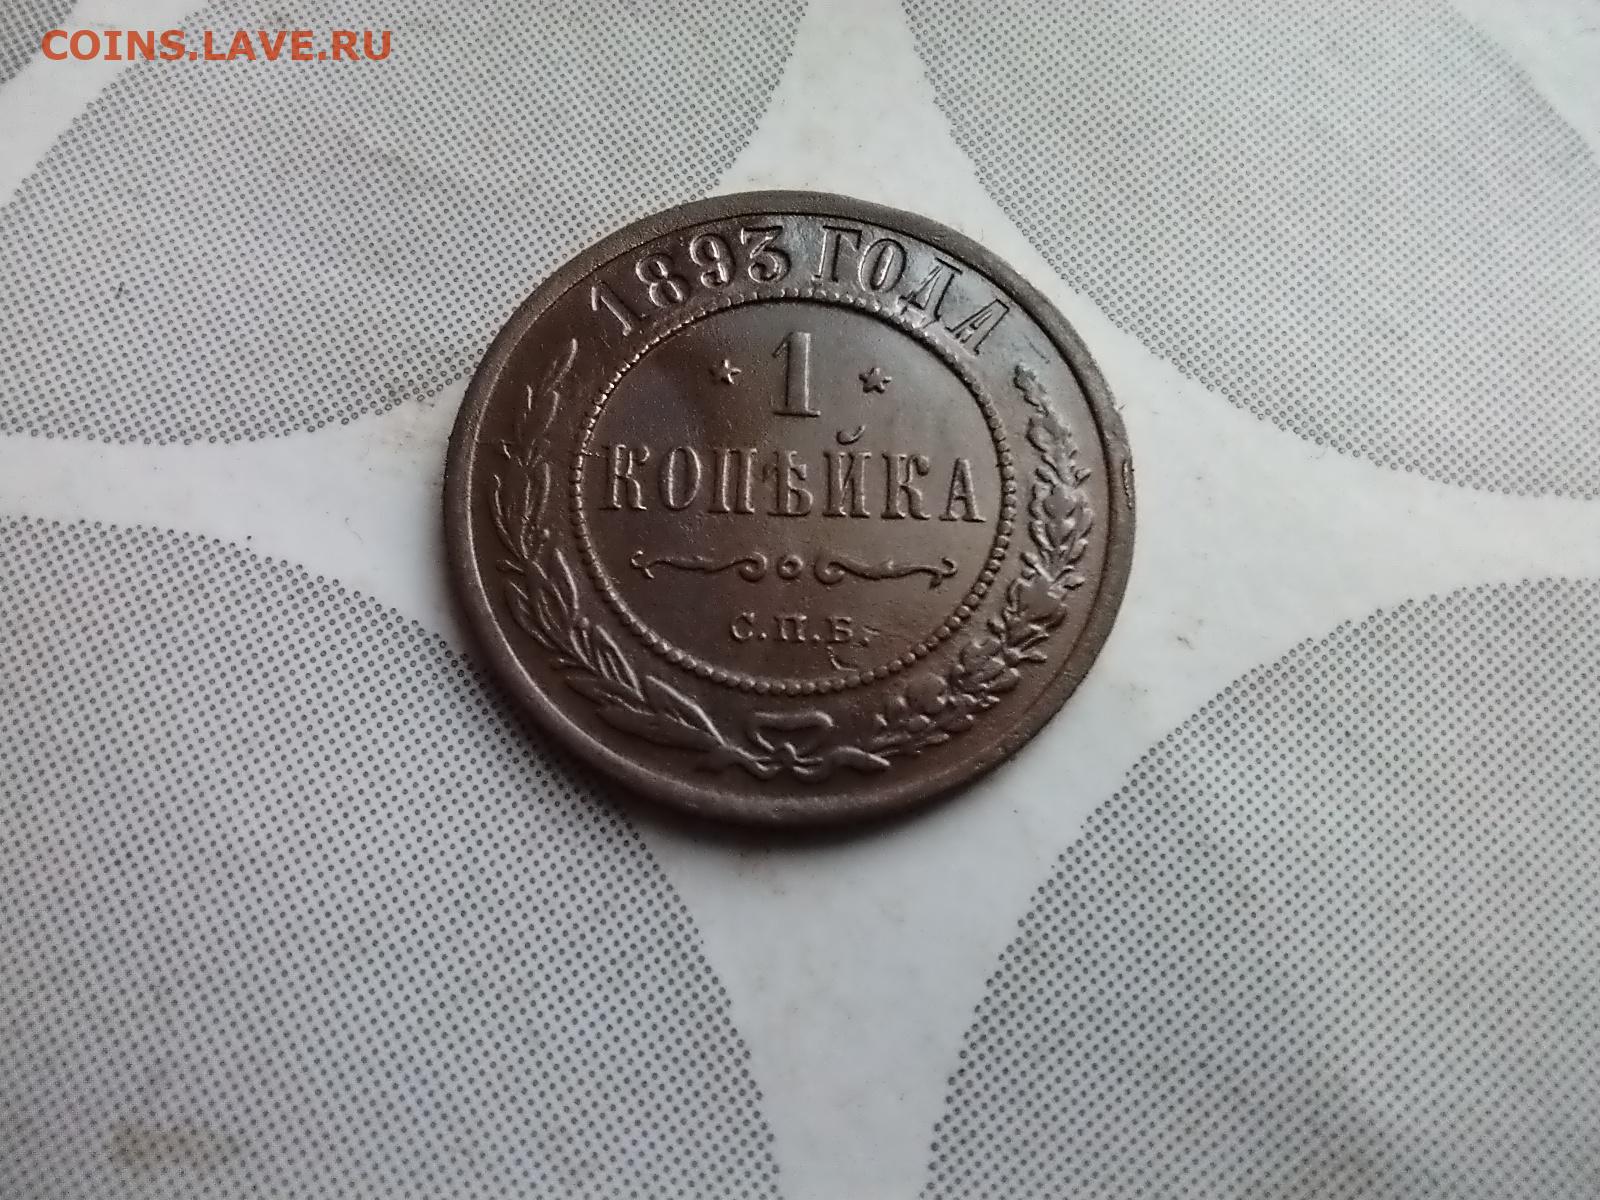 COINS.LAVE.RU
1893 ГОДА
1
КОПѢЙКА
С.П.Б.